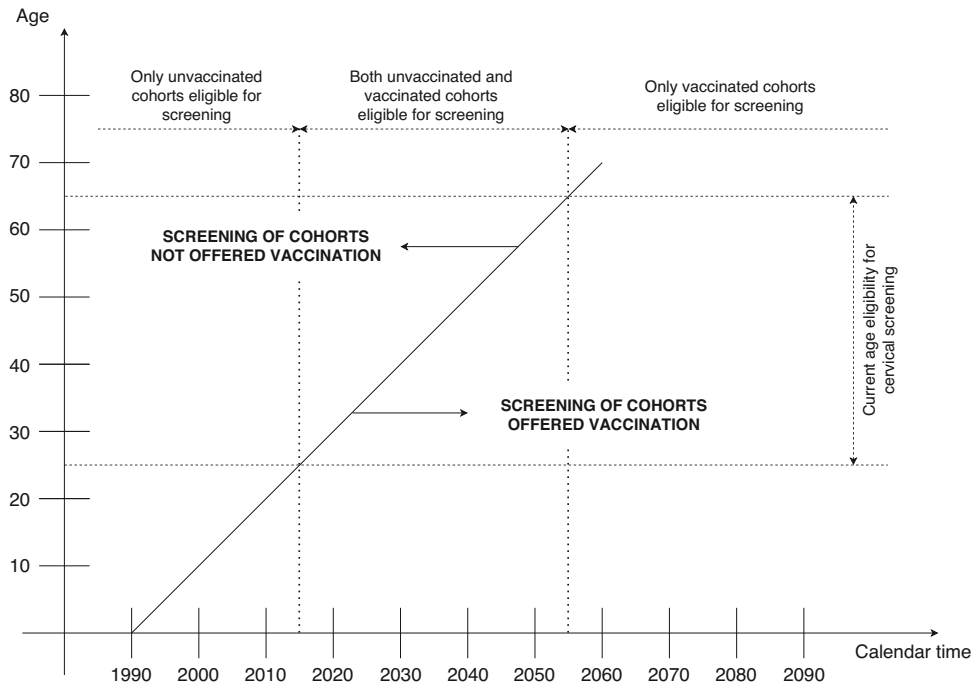 Age
Only unvaccinated
cohorts eligible for
screening
Both unvaccinated and
vaccinated cohorts
eligible for screening
Only vaccinated cohorts
eligible for screening
80
70
60
50
40
30
20
10
SCREENING OF COHORTS
NOT OFFERED VACCINATION
SCREENING OF COHORTS
OFFERED VACCINATION
Current age eligibility for
cervical screening
1990 2000 2010 2020 2030 2040 2050 2060 2070 2080 2090
Calendar time